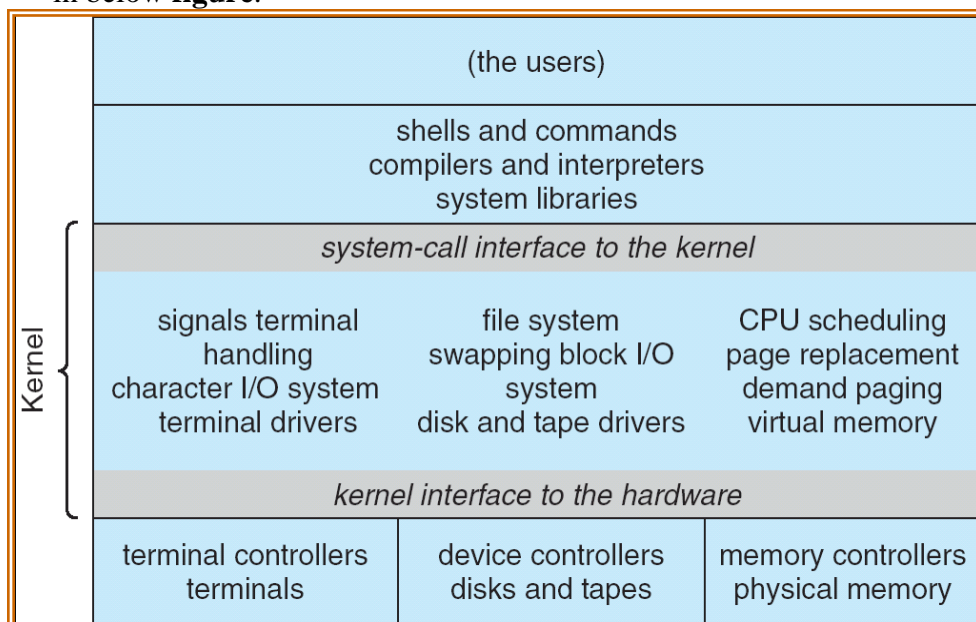 in below figure.
(the users)
shells and commands
compilers and interpreters
system libraries
system-call interface to the kernel
Kernel
signals terminal
handling
character I/O system
terminal drivers
file system
swapping block I/O
system
disk and tape drivers
CPU scheduling
page replacement
demand paging
virtual memory
kernel interface to the hardware
terminal controllers
terminals
device controllers
disks and tapes
memory controllers
physical memory